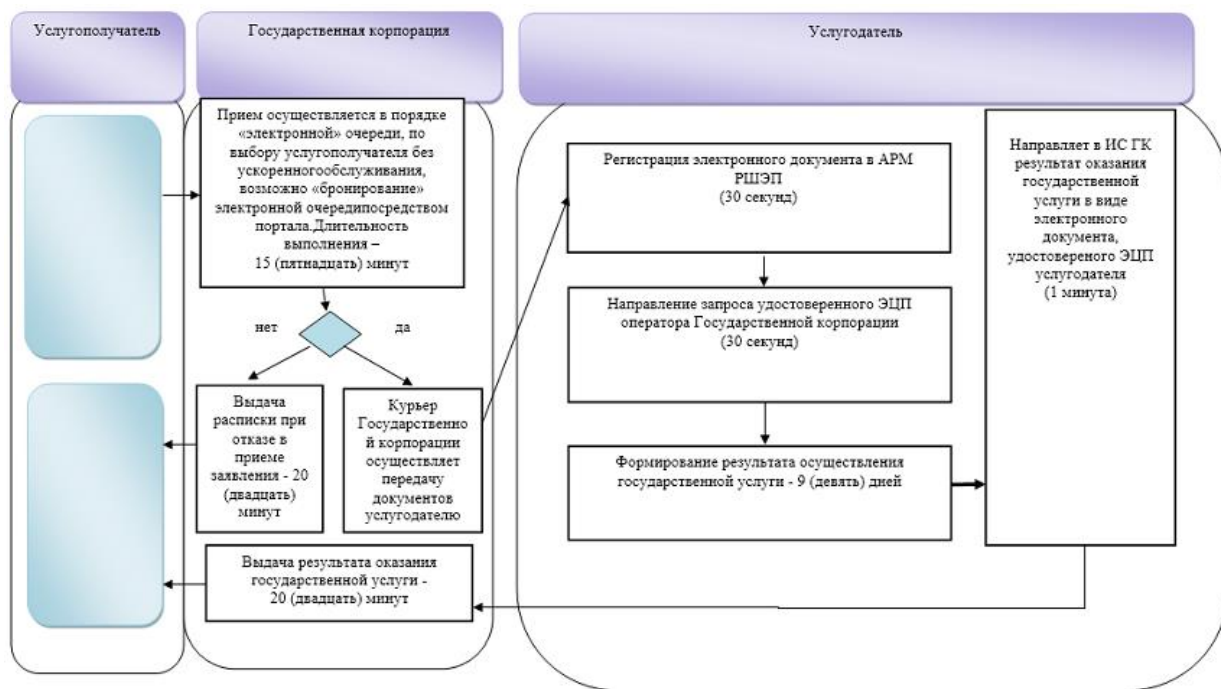 Услугополучатель
Государственная корпорация
Услугодатель
Прием осуществляется в порядке
«электронной» очереди, по
выбору услугополучателя без
ускоренногообслуживания,
возможно «бронирование»
электронной очередипосредством
портала.Длительность
выполнения –
15 (пятнадцать) минут
нет
да
Выдача
расписки при
отказе в
приеме
заявления - 20
(двадцать)
минут
Курьер
Государственно
й корпорации
осуществляет
передачу
документов
услугодателю
Выдача результата оказания
государственной услуги -
20 (двадцать) минут
Регистрация электронного документа в АРМ
РШЭП
(30 секунд)
Направление запроса удостоверенного ЭЦП
оператора Государственной корпорации
(30 секунд)
Формирование результата осуществления
государственной услуги - 9 (девять) дней
Направляет в ИС ГК
результат оказания
государственной
услуги в виде
электронного
документа,
удостовереного ЭЦП
услугодателя
(1 минута)